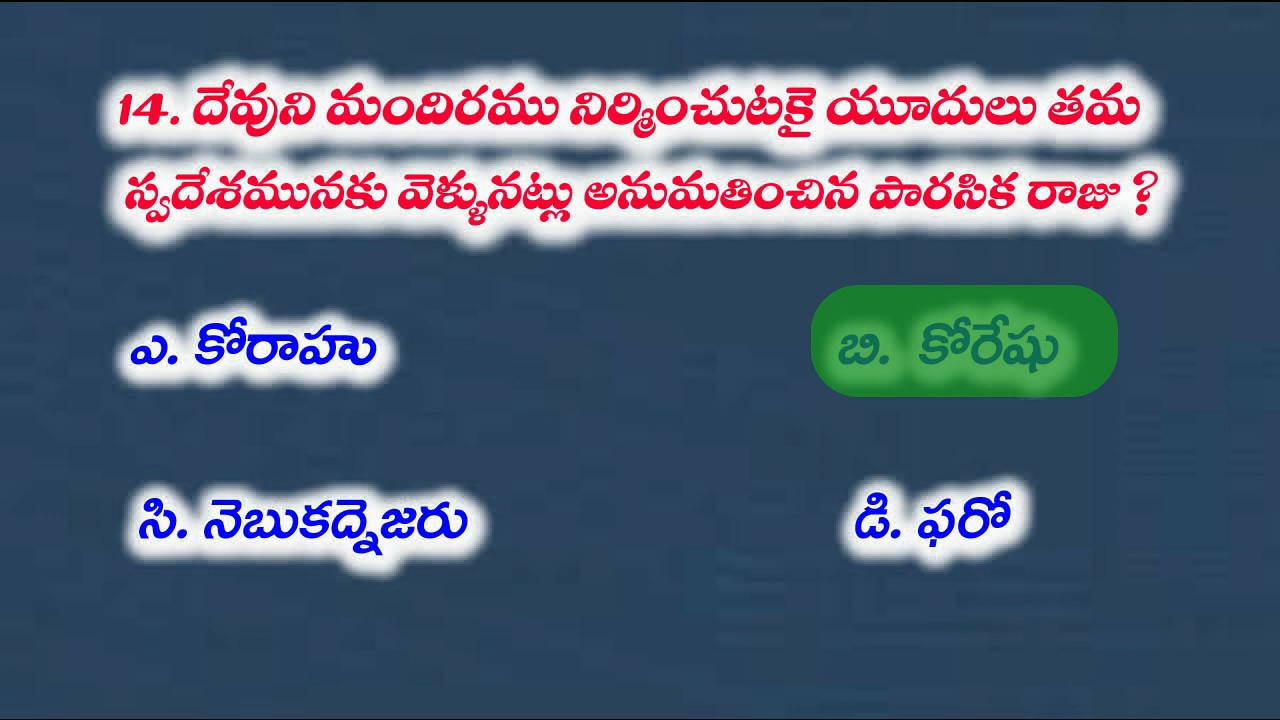 14. దేవుని మందిరము నిర్మించుటకై యూదులు తమ
స్వదేశమునకు వెళ్ళునట్లు అనుమతించిన పారసిక రాజు ?
ఎ. కోరాహు
బి. కోరేషు
సి. నెబుకద్నెజరు
డి. ఫరో